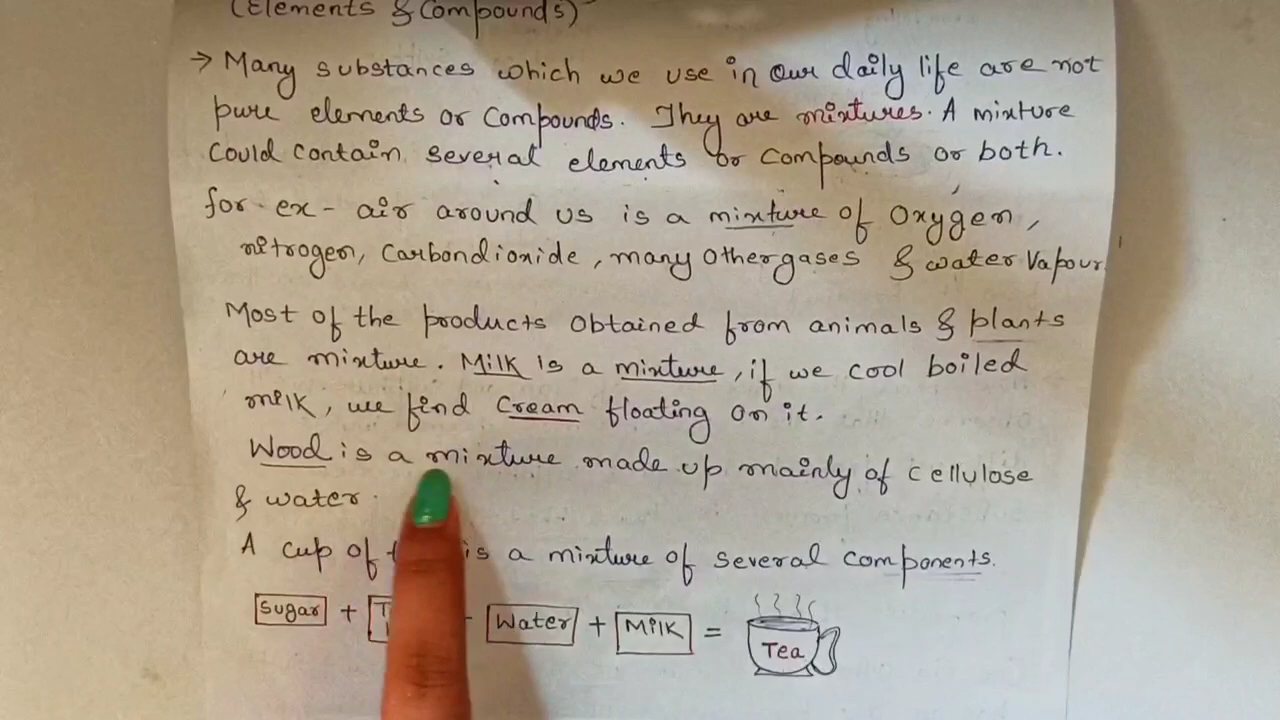 (Elements & Compounds)
→ Many substances which we use in our daily life are not
pure elements or compounds. They are mixtures. A mixture
could contain several elements or compounds or both.
for ex - air around us is a mixture of oxygen,
nitrogen, carbondioxide, many other gases & water vapour
Most of the products obtained from animals & plants
are mixture. Milk is a mixture, if we cool boiled
milk, we find cream floating on it.
Wood is a mixture made up mainly of cellulose
& water.
A cup of is a mixture of several components.
Sugar + Water + Milk = Tea